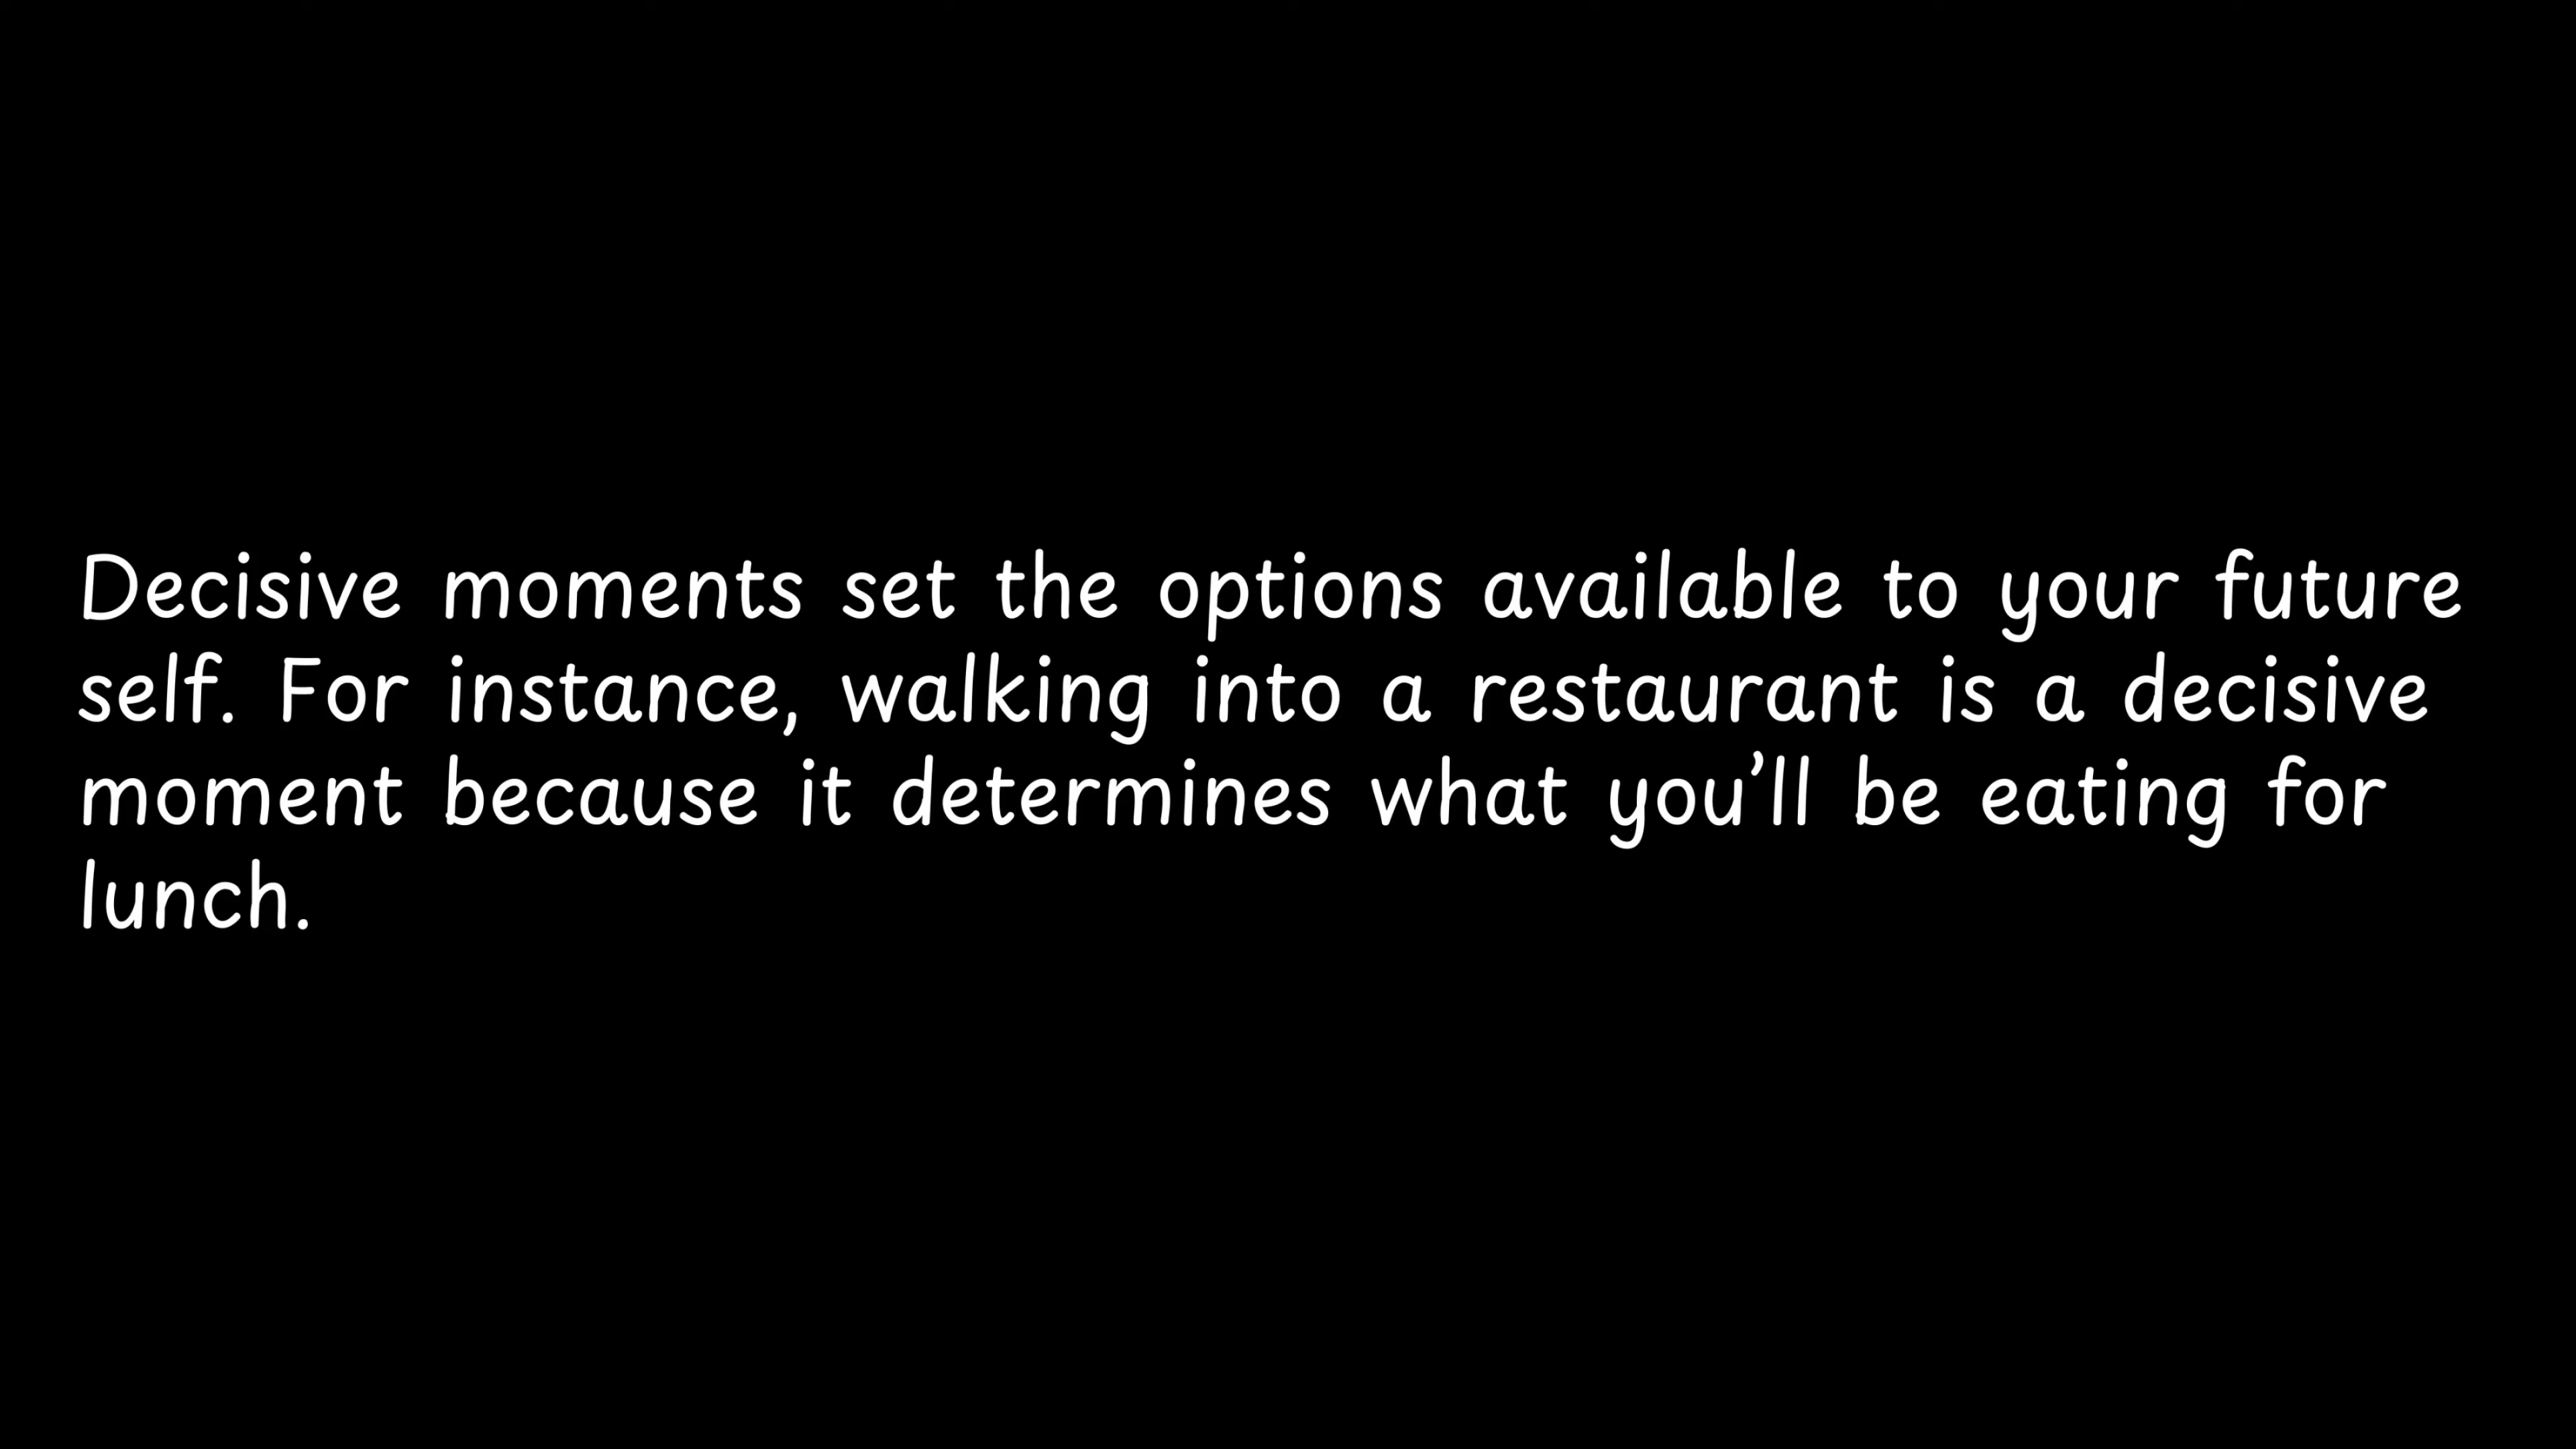 Decisive moments set the options available to your future
self. For instance, walking into a restaurant is a decisive
moment because it determines what you’ll be eating for
lunch.